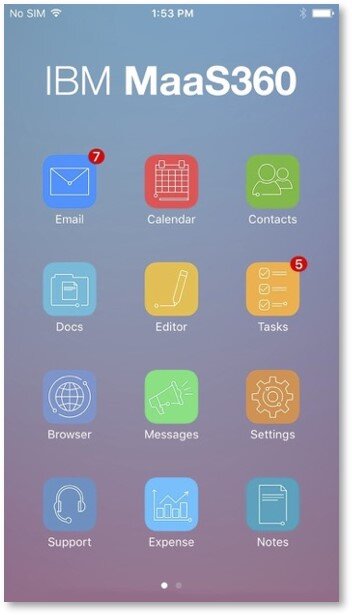 No SIM 1:53 PM
IBM MaaS360
7
Email Calendar Contacts
5
Docs Editor Tasks
Browser Messages Settings
Support Expense Notes